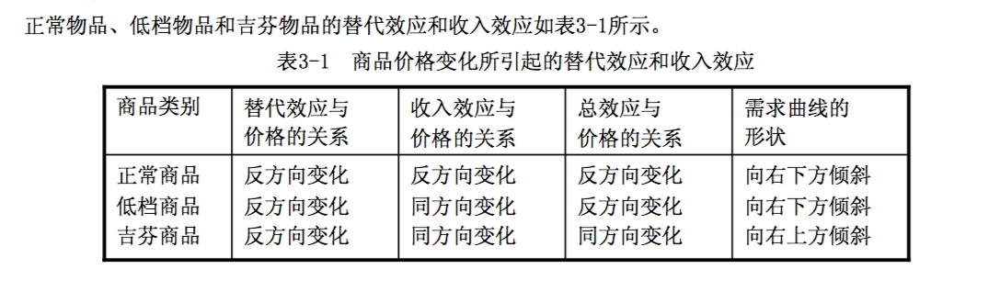 正常物品、低档物品和吉芬物品的替代效应和收入效应如表3-1所示。
表3-1 商品价格变化所引起的替代效应和收入效应
商品类别 替代效应与 收入效应与 总效应与 需求曲线的
价格的关系 价格的关系 价格的关系 形状
正常商品 反方向变化 反方向变化 反方向变化 向右下方倾斜
低档商品 反方向变化 同方向变化 反方向变化 向右下方倾斜
吉芬商品 反方向变化 同方向变化 同方向变化 向右上方倾斜